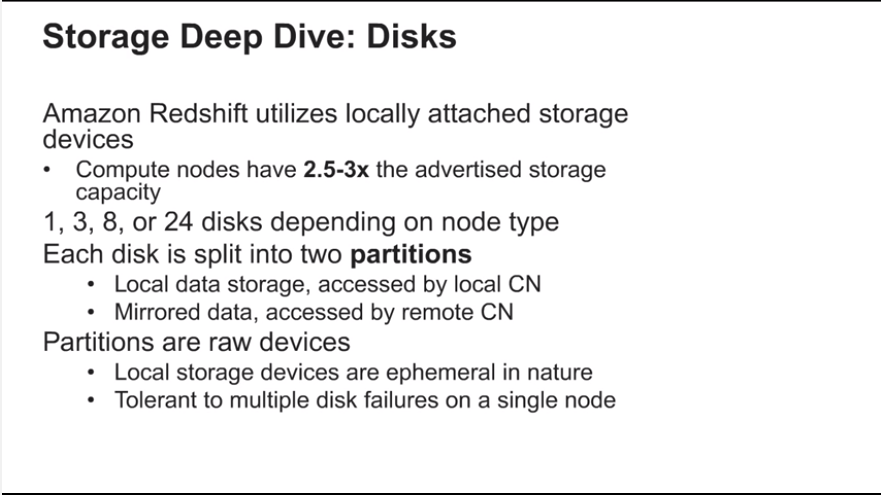 Storage Deep Dive: Disks
Amazon Redshift utilizes locally attached storage
devices
• Compute nodes have 2.5-3x the advertised storage
capacity
1, 3, 8, or 24 disks depending on node type
Each disk is split into two partitions
• Local data storage, accessed by local CN
• Mirrored data, accessed by remote CN
Partitions are raw devices
• Local storage devices are ephemeral in nature
• Tolerant to multiple disk failures on a single node